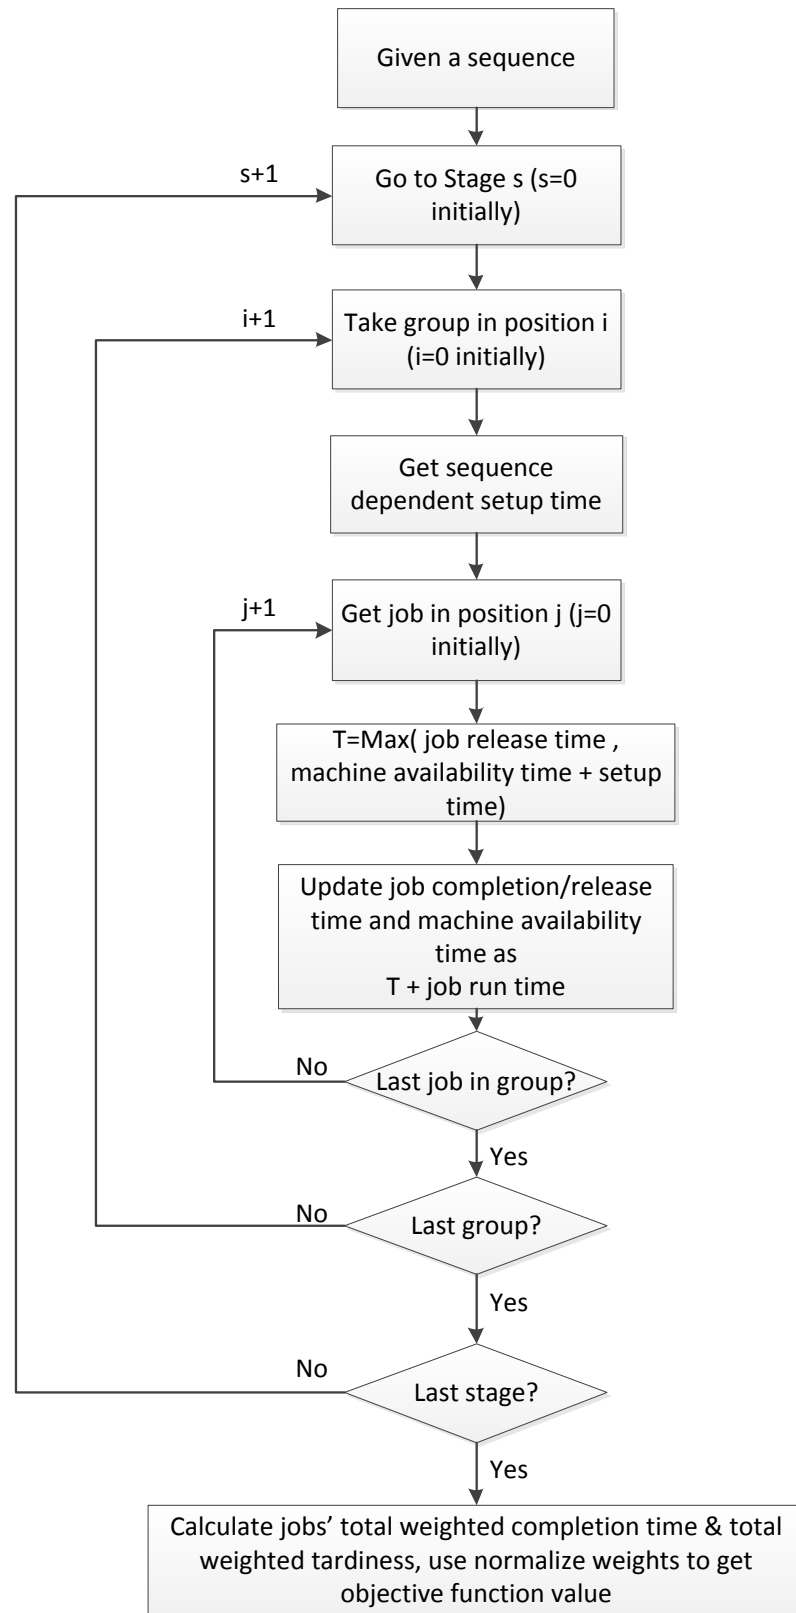 Given a sequence
s+1
Go to Stage s (s=0
initially)
i+1
Take group in position i
(i=0 initially)
Get sequence
dependent setup time
j+1
Get job in position j (j=0
initially)
T=Max( job release time ,
machine availability time + setup
time)
Update job completion/release
time and machine availability
time as
T + job run time
No
Last job in group?
Yes
No
Last group?
Yes
No
Last stage?
Yes
Calculate jobs’ total weighted completion time & total
weighted tardiness, use normalize weights to get
objective function value